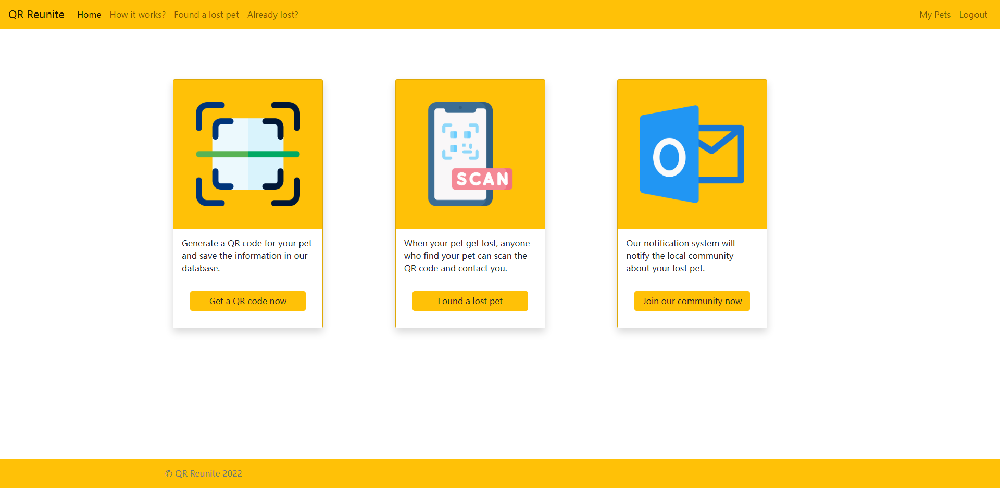 QR Reunite Home How it works? Found a lost pet Already lost? My Pets Logout
SCAN
O
Generate a QR code for your pet
and save the information in our
database.
Get a QR code now
When your pet get lost, anyone
who find your pet can scan the
QR code and contact you.
Found a lost pet
Our notification system will
notify the local community
about your lost pet.
Join our community now
© QR Reunite 2022